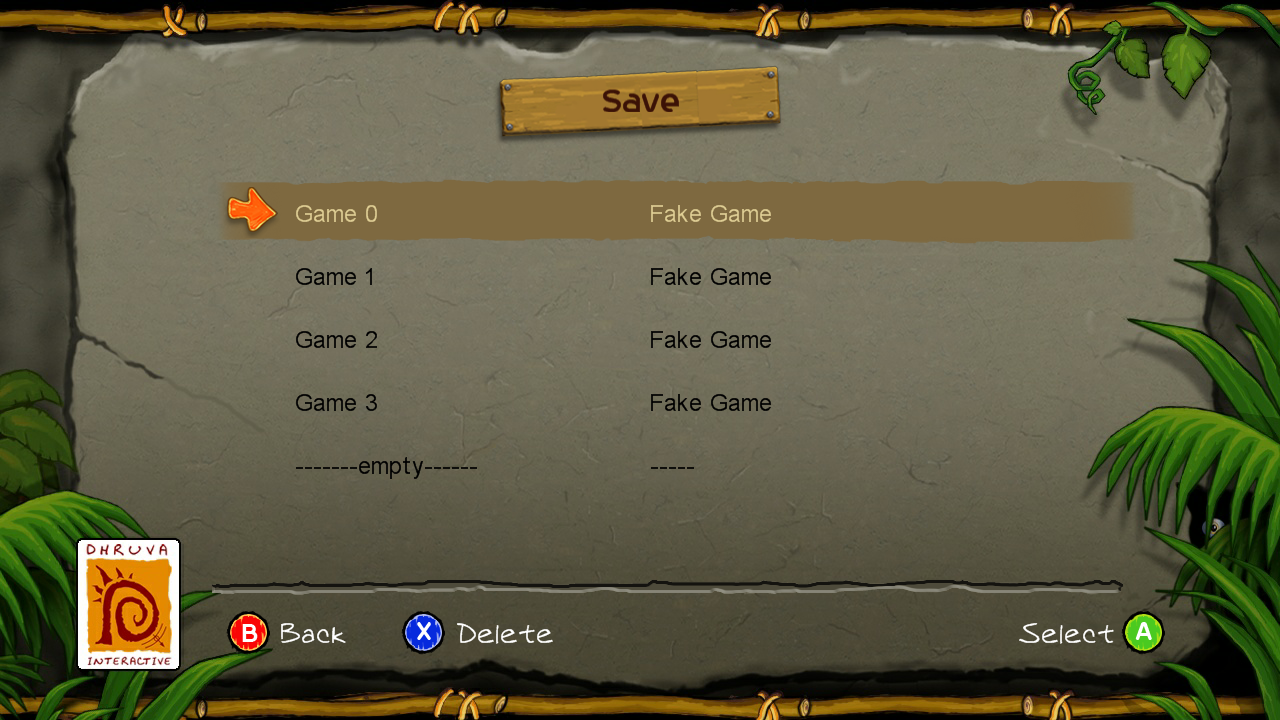 Save
Game 0 Fake Game
Game 1 Fake Game
Game 2 Fake Game
Game 3 Fake Game
-------empty------ -----
DHRUVA
INTERACTIVE
B Back X Delete Select A